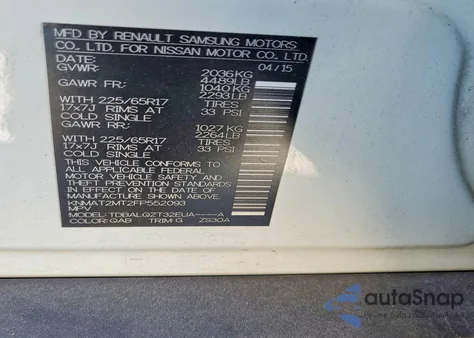 MFD BY RENAULT SAMSUNG MOTORS
CO., LTD. FOR NISSAN MOTOR CO., LTD.
DATE: 04/15
GVWR: 2036KG
4489LB
GAWR FR: 1040KG
2293LB
WITH 225/65R17 TIRES
17x7J RIMS AT 33 PSI
COLD SINGLE
GAWR RR: 1027KG
2264LB
WITH 225/65R17 TIRES
17x7J RIMS AT 33 PSI
COLD SINGLE
THIS VEHICLE CONFORMS TO
ALL APPLICABLE FEDERAL
MOTOR VEHICLE SAFETY
AND THEFT PREVENTION STANDARDS
IN EFFECT ON THE DATE OF
MANUFACTURE SHOWN ABOVE
KNMAT2MT2FP552093
MPV
MODEL: TDBALQZT32EUA----A
COLOR: QAB TRIM: G ZS30A
autoSnap